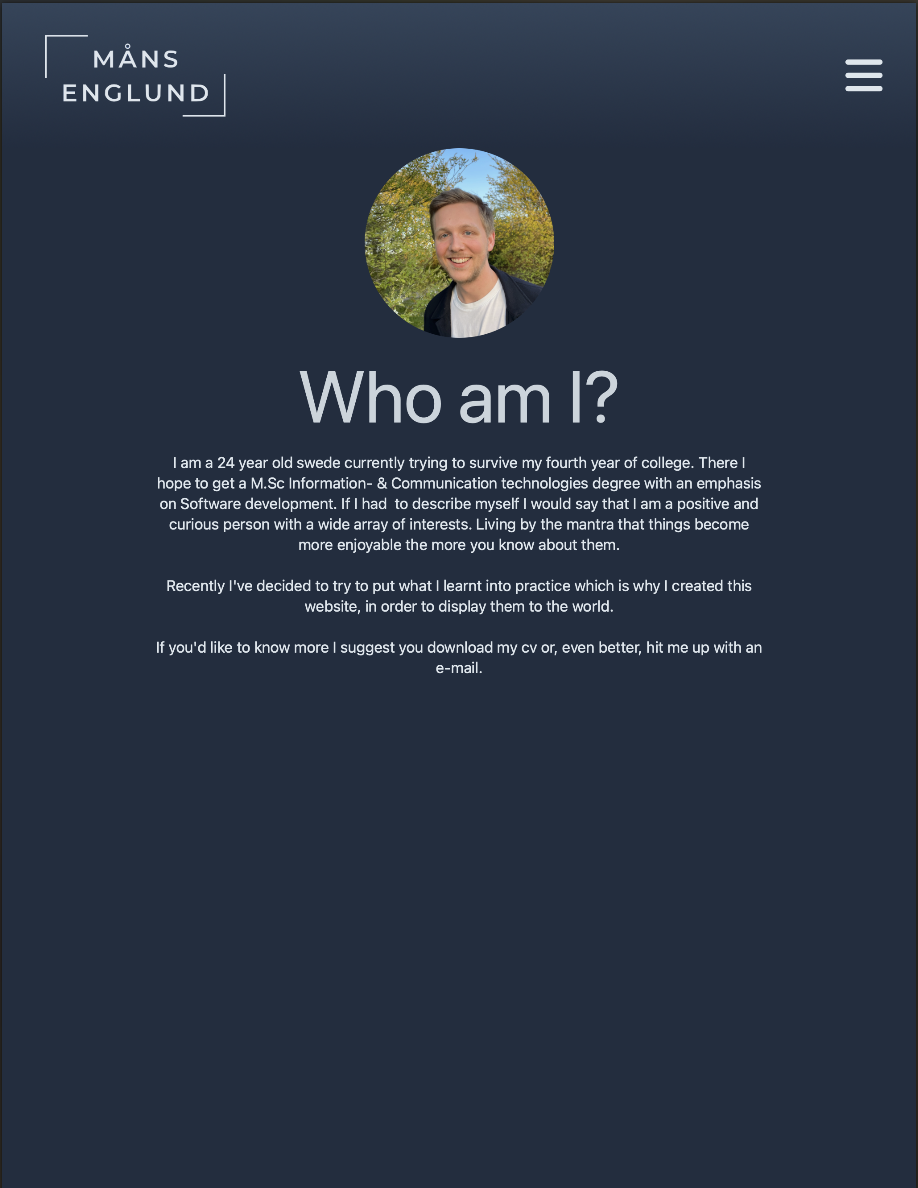 MÅNS
ENGLUND
Who am I?
I am a 24 year old swede currently trying to survive my fourth year of college. There I
hope to get a M.Sc Information- & Communication technologies degree with an emphasis
on Software development. If I had  to describe myself I would say that I am a positive and
curious person with a wide array of interests. Living by the mantra that things become
more enjoyable the more you know about them.
Recently I've decided to try to put what I learnt into practice which is why I created this
website, in order to display them to the world.
If you'd like to know more I suggest you download my cv or, even better, hit me up with an
e-mail.